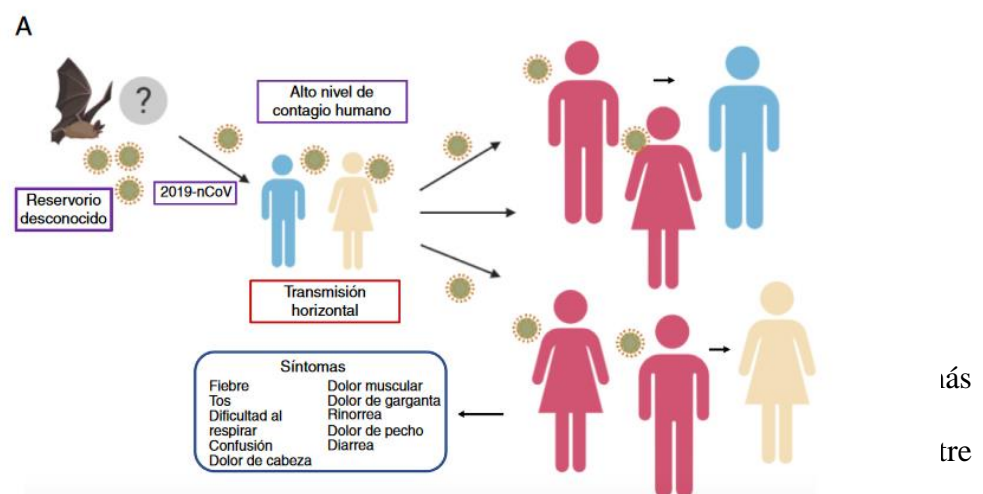 A
?
Alto nivel de
contagio humano
Reservorio
desconocido
2019-nCoV
Transmisión
horizontal
Síntomas
Fiebre
Tos
Dificultad al
respirar
Confusión
Dolor de cabeza
Dolor muscular
Dolor de garganta
Rinorrea
Dolor de pecho
Diarrea